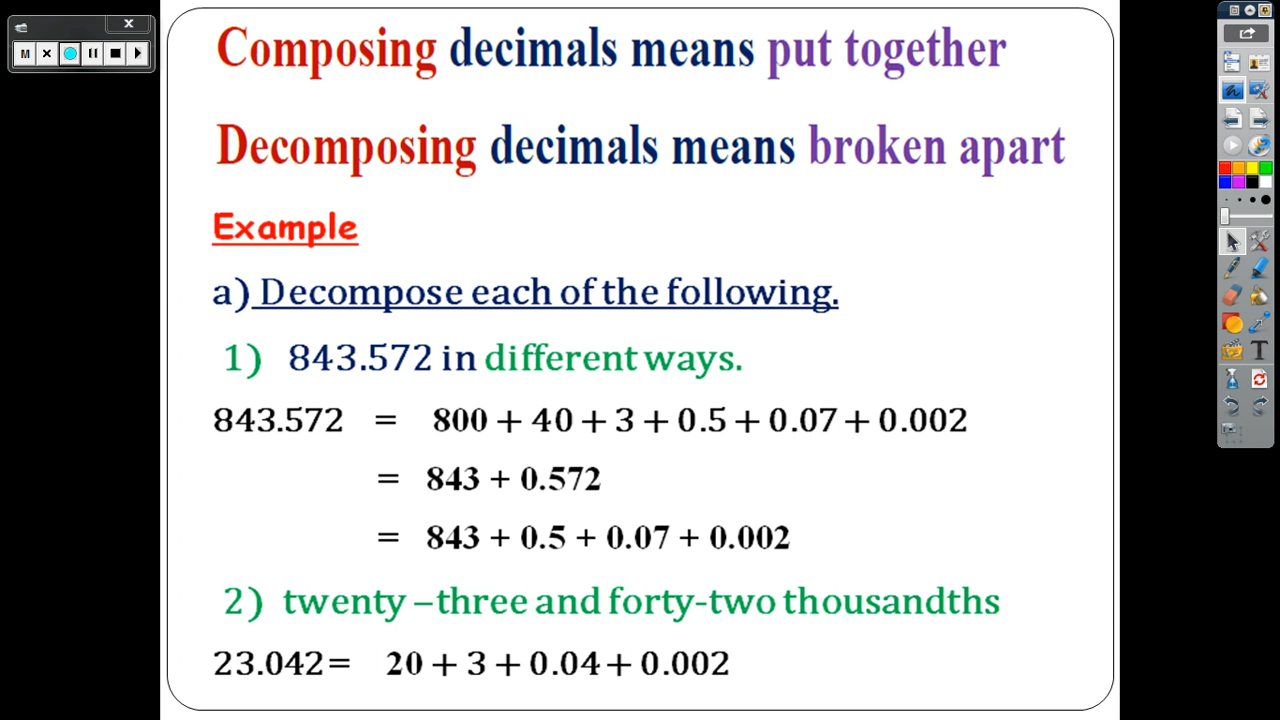 Composing decimals means put together
Decomposing decimals means broken apart
Example
a) Decompose each of the following.
1) 843.572 in different ways.
843.572 = 800 + 40 + 3 + 0.5 + 0.07 + 0.002
= 843 + 0.572
= 843 + 0.5 + 0.07 + 0.002
2) twenty –three and forty-two thousandths
23.042= 20 + 3 + 0.04 + 0.002